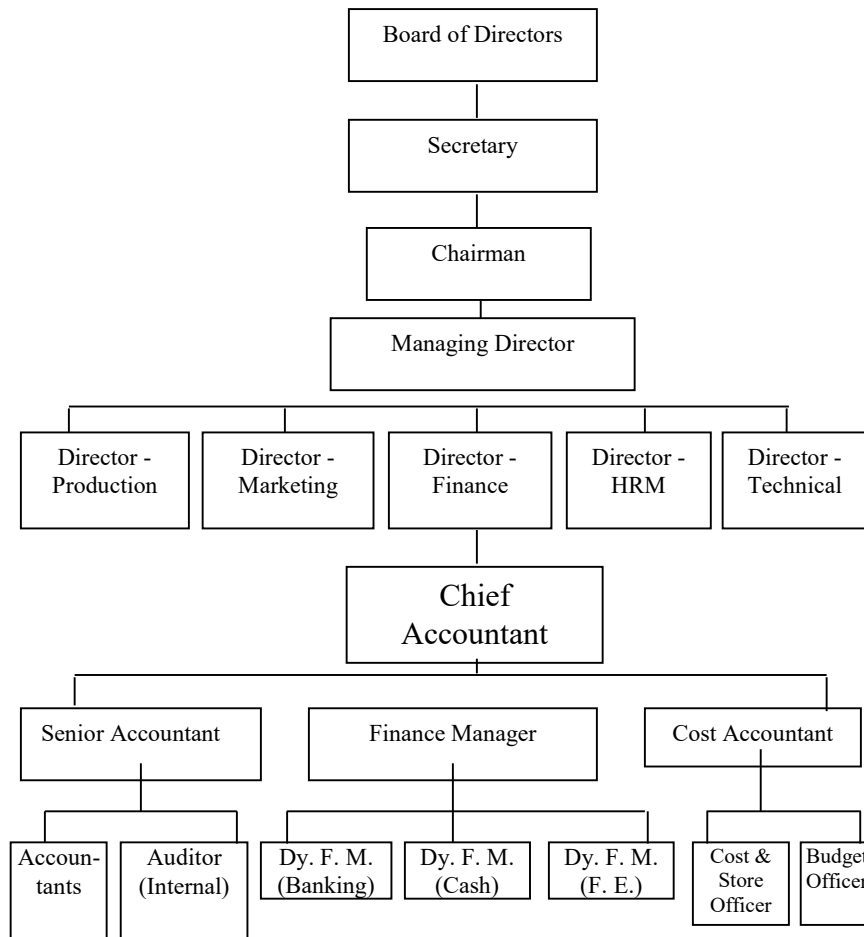 Board of Directors
Secretary
Chairman
Managing Director
Director -
Production
Director -
Marketing
Director -
Finance
Director -
HRM
Director -
Technical
Chief
Accountant
Senior Accountant
Finance Manager
Cost Accountant
Accoun-
tants
Auditor
(Internal)
Dy. F. M.
(Banking)
Dy. F. M.
(Cash)
Dy. F. M.
(F. E.)
Cost &
Store
Officer
Budget
Officer